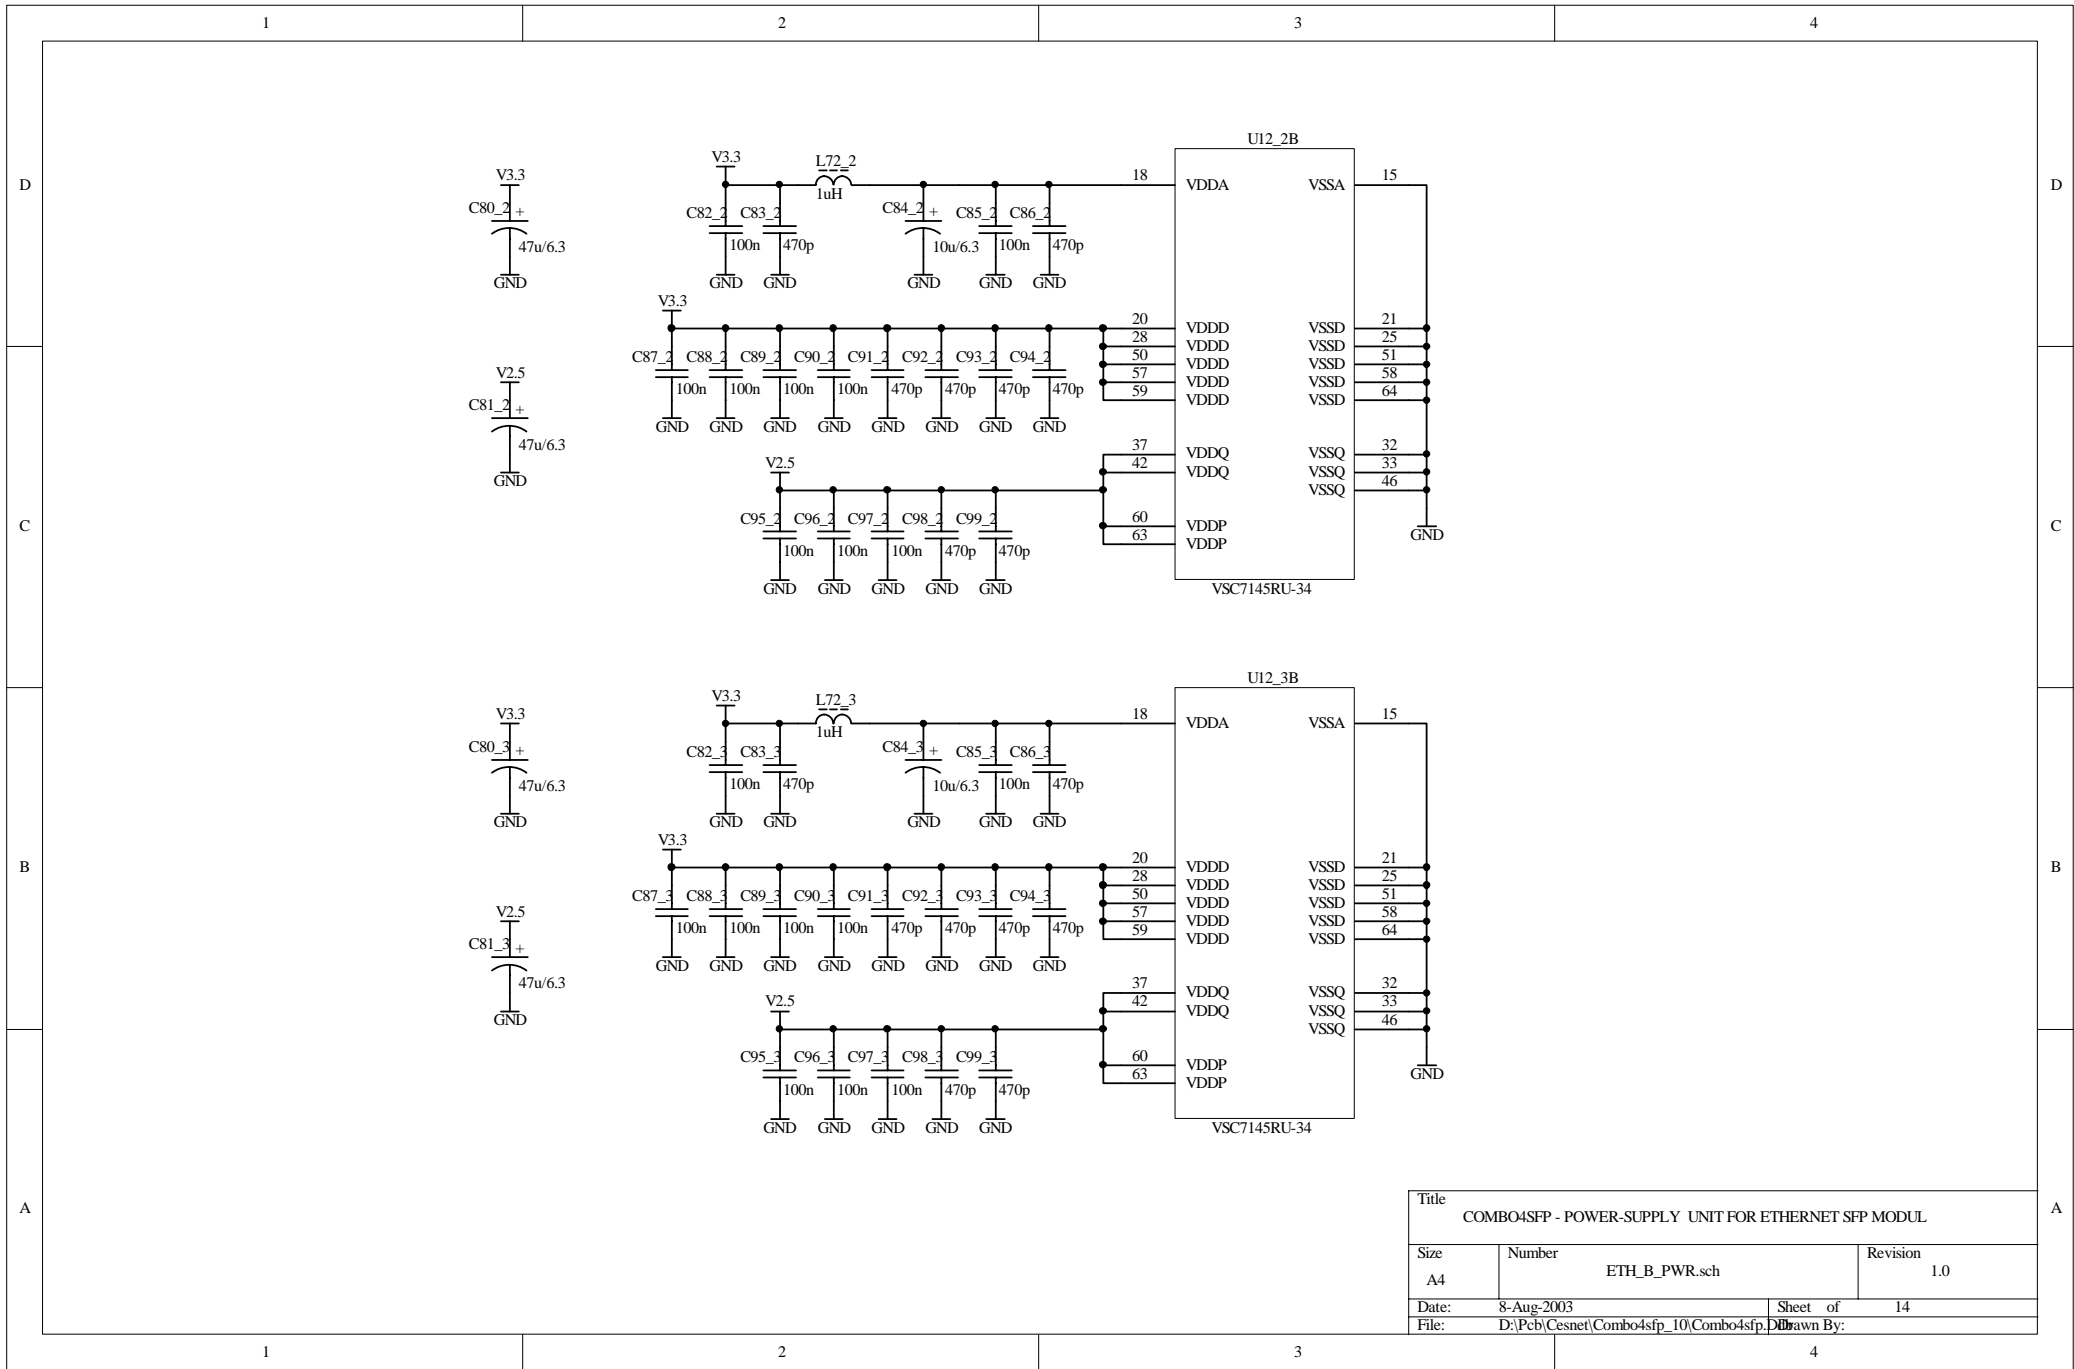 1 2 3 4
D D
C C
B B
A A
U12_2B
V3.3 L72_2
1uH
18 VDDA VSSA 15
V3.3
C80_2 +
47u/6.3
GND
C82_2 C83_2 C84_2 + C85_2 C86_2
100n 470p 10u/6.3 100n 470p
GND GND GND GND GND
V3.3
20 VDDD VSSD 21
28 VDDD VSSD 25
50 VDDD VSSD 51
57 VDDD VSSD 58
59 VDDD VSSD 64
C87_2 C88_2 C89_2 C90_2 C91_2 C92_2 C93_2 C94_2
100n 100n 100n 100n 470p 470p 470p 470p
GND GND GND GND GND GND GND GND
V2.5
C81_2 +
47u/6.3
GND
37 VDDQ VSSQ 32
42 VDDQ VSSQ 33
VSSQ 46
V2.5
C95_2 C96_2 C97_2 C98_2 C99_2
100n 100n 100n 470p 470p
GND GND GND GND GND
60 VDDP
63 VDDP
GND
VSC7145RU-34
U12_3B
V3.3 L72_3
1uH
18 VDDA VSSA 15
V3.3
C80_3 +
47u/6.3
GND
C82_3 C83_3 C84_3 + C85_3 C86_3
100n 470p 10u/6.3 100n 470p
GND GND GND GND GND
V3.3
20 VDDD VSSD 21
28 VDDD VSSD 25
50 VDDD VSSD 51
57 VDDD VSSD 58
59 VDDD VSSD 64
C87_3 C88_3 C89_3 C90_3 C91_3 C92_3 C93_3 C94_3
100n 100n 100n 100n 470p 470p 470p 470p
GND GND GND GND GND GND GND GND
V2.5
C81_3 +
47u/6.3
GND
37 VDDQ VSSQ 32
42 VDDQ VSSQ 33
VSSQ 46
V2.5
C95_3 C96_3 C97_3 C98_3 C99_3
100n 100n 100n 470p 470p
GND GND GND GND GND
60 VDDP
63 VDDP
GND
VSC7145RU-34
Title
COMBO4SFP - POWER-SUPPLY UNIT FOR ETHERNET SFP MODUL
Size Number Revision
A4 ETH_B_PWR.sch 1.0
Date: 8-Aug-2003 Sheet of 14
File: D:\Pcb\Cesnet\Combo4sfp_10\Combo4sfp.Ddb Drawn By:
1 2 3 4